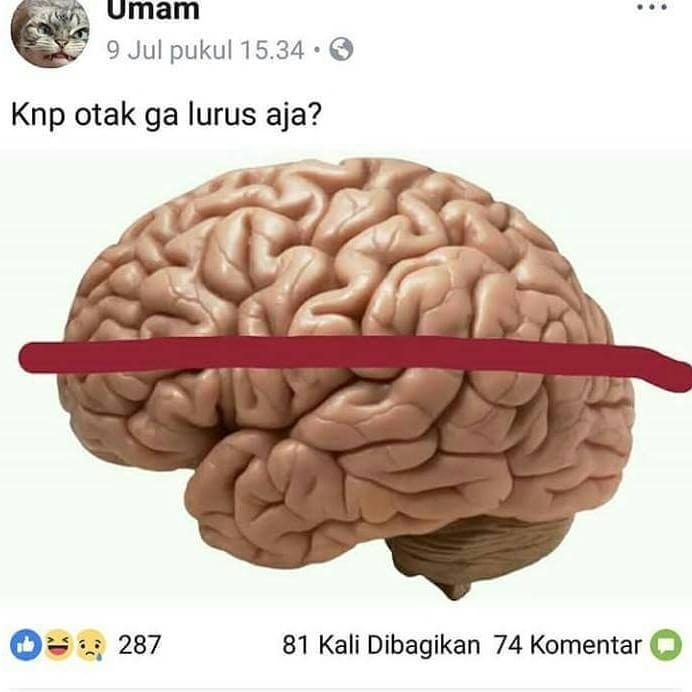 Umam
9 Jul pukul 15.34 •
Knp otak ga lurus aja?
287 81 Kali Dibagikan 74 Komentar